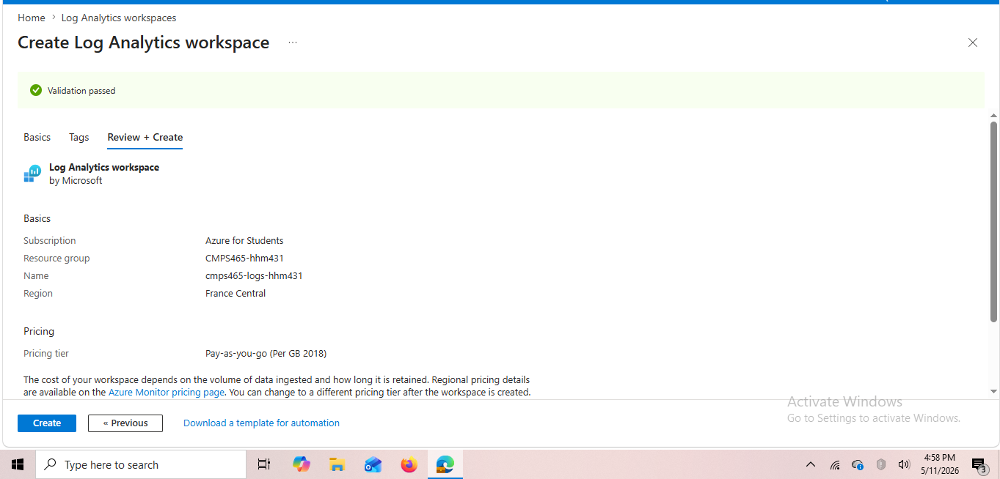 Home > Log Analytics workspaces
Create Log Analytics workspace ...
Validation passed
Basics Tags Review + Create
Log Analytics workspace
by Microsoft
Basics
Subscription Azure for Students
Resource group CMPS465-hhm431
Name cmps465-logs-hhm431
Region France Central
Pricing
Pricing tier Pay-as-you-go (Per GB 2018)
The cost of your workspace depends on the volume of data ingested and how long it is retained. Regional pricing details
are available on the Azure Monitor pricing page. You can change to a different pricing tier after the workspace is created.
Activate Windows
Go to Settings to activate Windows.
Create « Previous Download a template for automation
Type here to search
4:58 PM
5/11/2026
3